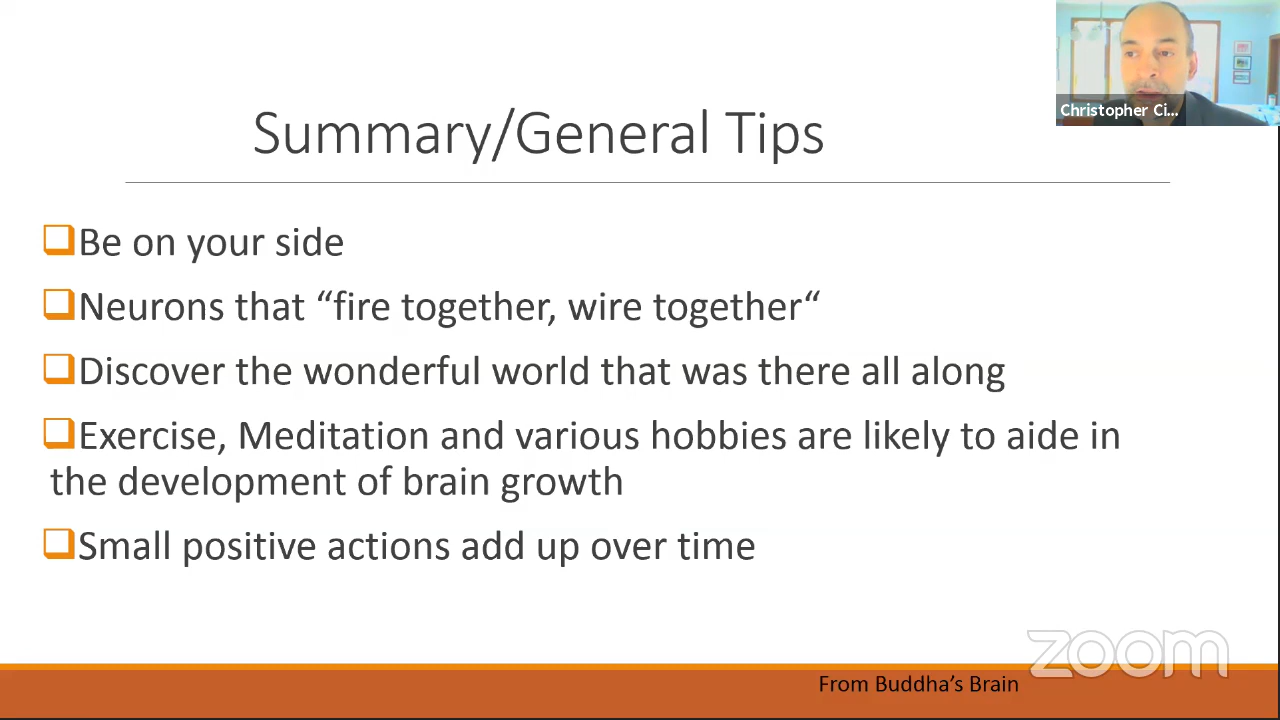 Christopher Ci...
Summary/General Tips
Be on your side
Neurons that “fire together, wire together“
Discover the wonderful world that was there all along
Exercise, Meditation and various hobbies are likely to aide in
the development of brain growth
Small positive actions add up over time
zoom
From Buddha’s Brain